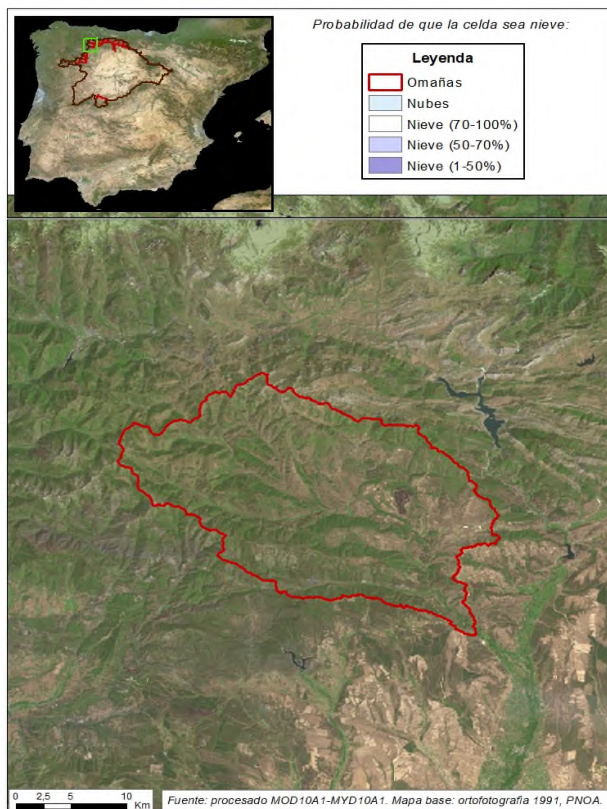 Probabilidad de que la celda sea nieve:
Leyenda
Omañas
Nubes
Nieve (70-100%)
Nieve (50-70%)
Nieve (1-50%)
0 2,5 5 10
Km
Fuente: procesado MOD10A1-MYD10A1. Mapa base: ortofotografía 1991, PNOA